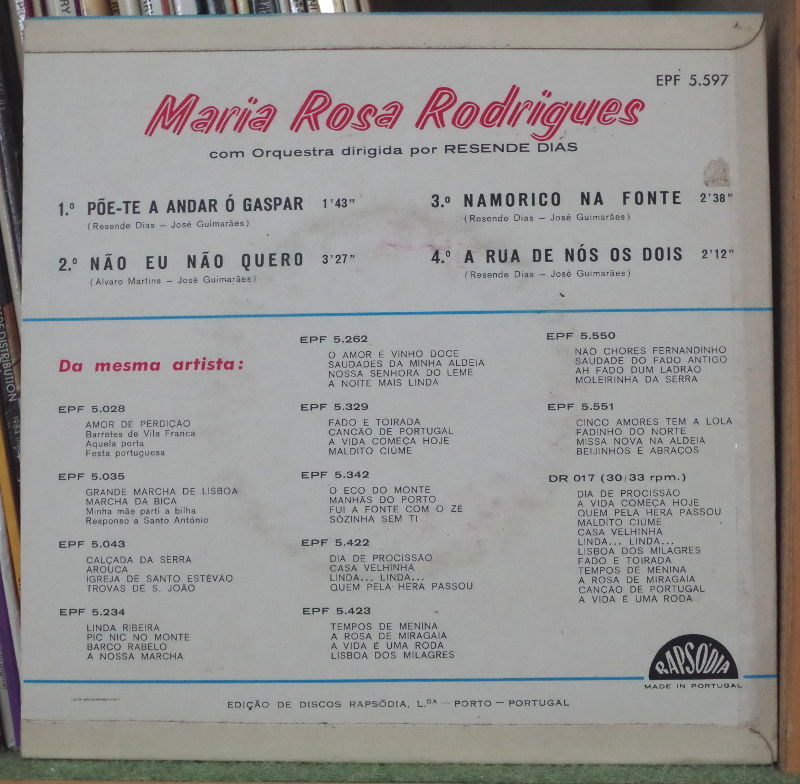 EPF 5.597
Maria Rosa Rodrigues
com Orquestra dirigida por RESENDE DIAS
1.º PÕE-TE A ANDAR Ó GASPAR 1'43"
(Resende Dias – José Guimarães)
2.º NÃO EU NÃO QUERO 3'27"
(Alvaro Martins – José Guimarães)
3.º NAMORICO NA FONTE 2'38"
(Resende Dias – José Guimarães)
4.º A RUA DE NÓS OS DOIS 2'12"
(Resende Dias – José Guimarães)
Da mesma artista:
EPF 5.028
AMOR DE PERDIÇÃO
Barretes de Vila Franca
Aquela porta
Festa portuguesa
EPF 5.035
GRANDE MARCHA DE LISBOA
MARCHA DA BICA
Minha mãe parti a bilha
Responso a Santo António
EPF 5.043
CALÇADA DA SERRA
AROUCA
IGREJA DE SANTO ESTÊVÃO
TROVAS DE S. JOÃO
EPF 5.234
LINDA RIBEIRA
PIC NIC NO MONTE
BARCO RABELO
A NOSSA MARCHA
EPF 5.262
O AMOR É VINHO DOCE
SAUDADES DA MINHA ALDEIA
NOSSA SENHORA DO LEME
A NOITE MAIS LINDA
EPF 5.329
FADO E TOIRADA
CANÇÃO DE PORTUGAL
A VIDA COMEÇA HOJE
MALDITO CIÚME
EPF 5.342
O ECO DO MONTE
MANHÃS DO PORTO
FUI À FONTE COM O ZÉ
SÒZINHA SEM TI
EPF 5.422
DIA DE PROCISSÃO
CASA VELHINHA
LINDA... LINDA...
QUEM PELA HERA PASSOU
EPF 5.423
TEMPOS DE MENINA
A ROSA DE MIRAGAIA
A VIDA É UMA RODA
LISBOA DOS MILAGRES
EPF 5.550
NÃO CHORES FERNANDINHO
SAUDADE DO FADO ANTIGO
AH FADO DUM LADRÃO
MOLEIRINHA DA SERRA
EPF 5.551
CINCO AMORES TEM A LOLA
FADINHO DO NORTE
MISSA NOVA NA ALDEIA
BEIJINHOS E ABRAÇOS
DR 017 (30/33 rpm.)
DIA DE PROCISSÃO
A VIDA COMEÇA HOJE
QUEM PELA HERA PASSOU
MALDITO CIÚME
CASA VELHINHA
LINDA... LINDA...
LISBOA DOS MILAGRES
FADO E TOIRADA
TEMPOS DE MENINA
A ROSA DE MIRAGAIA
CANÇÃO DE PORTUGAL
A VIDA É UMA RODA
RAPSÓDIA
MADE IN PORTUGAL
EDIÇÃO DE DISCOS RAPSÓDIA, L.DA – PORTO – PORTUGAL
DISTRIBUTION